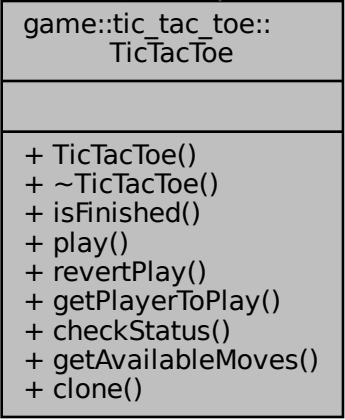 game::tic_tac_toe::
TicTacToe
+ TicTacToe()
+ ~TicTacToe()
+ isFinished()
+ play()
+ revertPlay()
+ getPlayerToPlay()
+ checkStatus()
+ getAvailableMoves()
+ clone()